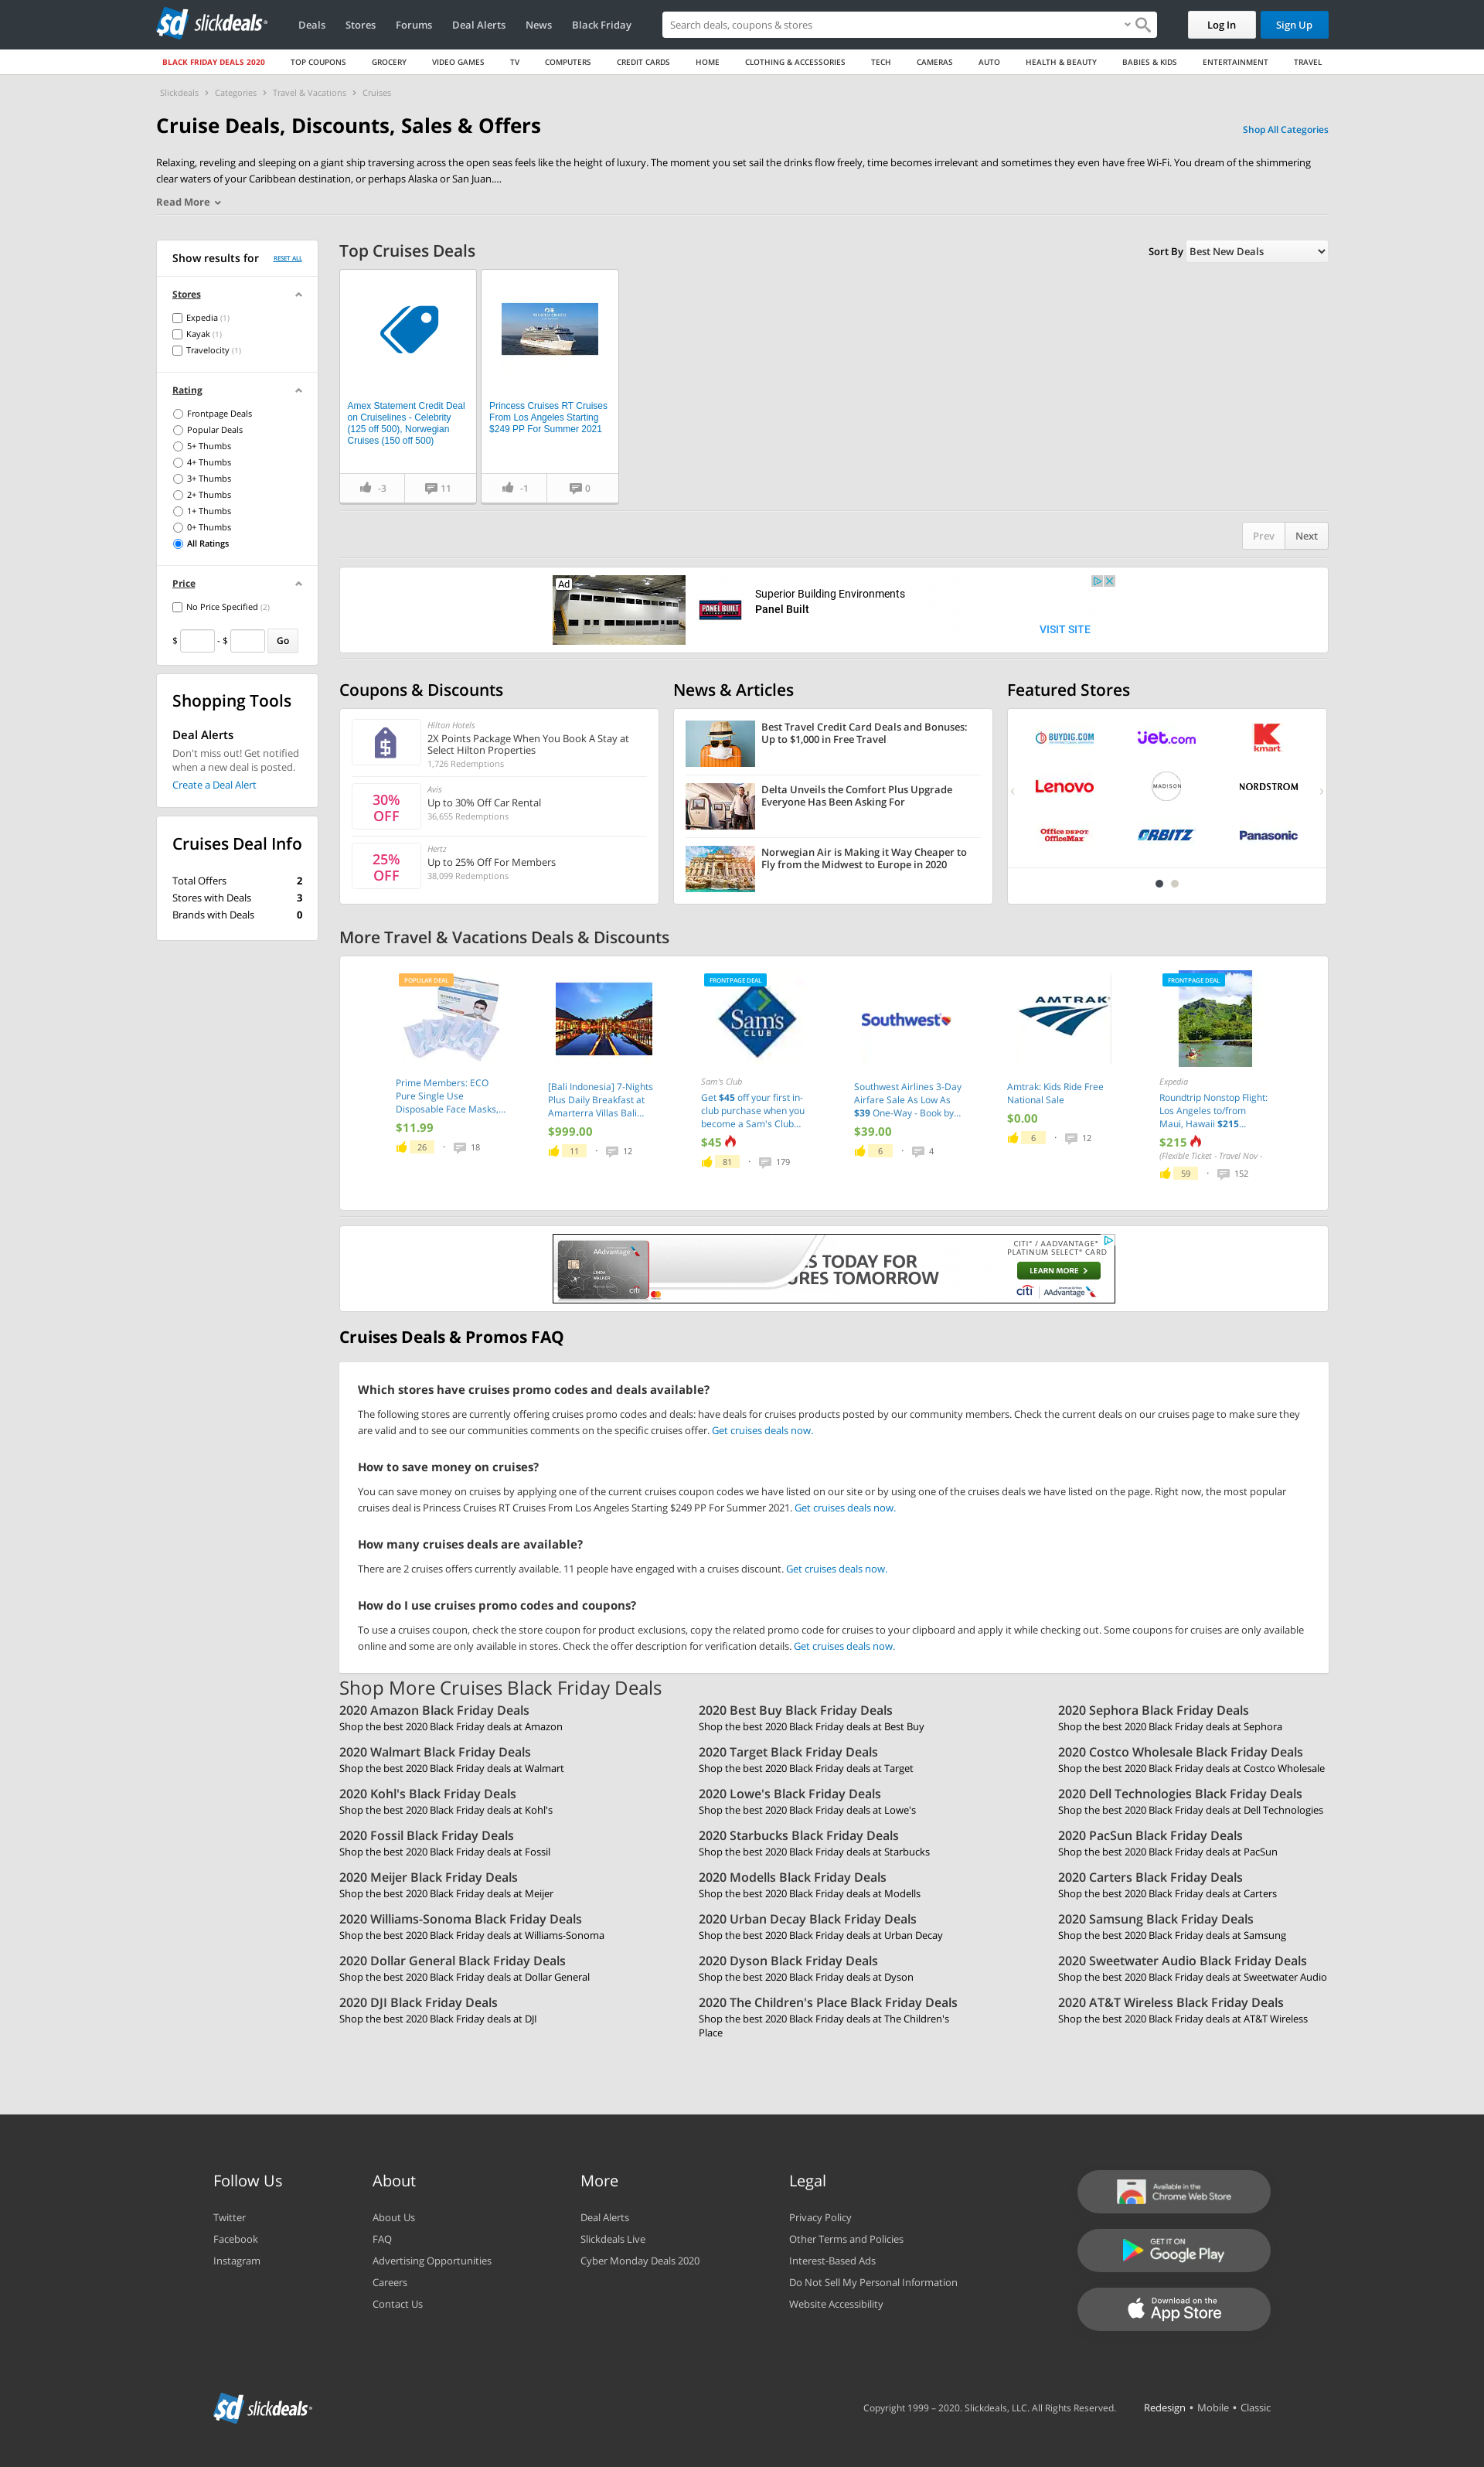 slickdeals
Deals
Stores
Forums
Deal Alerts
News
Black Friday
Search deals, coupons & stores
Log In
Sign Up
BLACK FRIDAY DEALS 2020
TOP COUPONS
GROCERY
VIDEO GAMES
TV
COMPUTERS
CREDIT CARDS
HOME
CLOTHING & ACCESSORIES
TECH
CAMERAS
AUTO
HEALTH & BEAUTY
BABIES & KIDS
ENTERTAINMENT
TRAVEL
Slickdeals › Categories › Travel & Vacations › Cruises
Cruise Deals, Discounts, Sales & Offers
Shop All Categories
Relaxing, reveling and sleeping on a giant ship traversing across the open seas feels like the height of luxury. The moment you set sail the drinks flow freely, time becomes irrelevant and sometimes they even have free Wi-Fi. You dream of the shimmering
clear waters of your Caribbean destination, or perhaps Alaska or San Juan....
Read More
Show results for
RESET ALL
Stores
Expedia (1)
Kayak (1)
Travelocity (1)
Rating
Frontpage Deals
Popular Deals
5+ Thumbs
4+ Thumbs
3+ Thumbs
2+ Thumbs
1+ Thumbs
0+ Thumbs
All Ratings
Price
No Price Specified (2)
$ - $ Go
Shopping Tools
Deal Alerts
Don't miss out! Get notified
when a new deal is posted.
Create a Deal Alert
Cruises Deal Info
Total Offers 2
Stores with Deals 3
Brands with Deals 0
Top Cruises Deals
Sort By Best New Deals
Amex Statement Credit Deal
on Cruiselines - Celebrity
(125 off 500), Norwegian
Cruises (150 off 500)
-3
11
Princess Cruises RT Cruises
From Los Angeles Starting
$249 PP For Summer 2021
-1
0
Prev
Next
Ad
PANEL BUILT
Superior Building Environments
Panel Built
VISIT SITE
Coupons & Discounts
Hilton Hotels
2X Points Package When You Book A Stay at
Select Hilton Properties
1,726 Redemptions
30%
OFF
Avis
Up to 30% Off Car Rental
36,655 Redemptions
25%
OFF
Hertz
Up to 25% Off For Members
38,099 Redemptions
News & Articles
Best Travel Credit Card Deals and Bonuses:
Up to $1,000 in Free Travel
Delta Unveils the Comfort Plus Upgrade
Everyone Has Been Asking For
Norwegian Air is Making it Way Cheaper to
Fly from the Midwest to Europe in 2020
Featured Stores
BUYDIG.COM
jet.com
kmart
Lenovo
MADISON
NORDSTROM
Office DEPOT
OfficeMax
ORBITZ
Panasonic
More Travel & Vacations Deals & Discounts
POPULAR DEAL
Prime Members: ECO
Pure Single Use
Disposable Face Masks,...
$11.99
26 · 18
[Bali Indonesia] 7-Nights
Plus Daily Breakfast at
Amarterra Villas Bali...
$999.00
11 · 12
FRONTPAGE DEAL
Sam's
CLUB
Sam's Club
Get $45 off your first in-
club purchase when you
become a Sam's Club...
$45
81 · 179
Southwest
Southwest Airlines 3-Day
Airfare Sale As Low As
$39 One-Way - Book by...
$39.00
6 · 4
AMTRAK
Amtrak: Kids Ride Free
National Sale
$0.00
6 · 12
FRONTPAGE DEAL
Expedia
Roundtrip Nonstop Flight:
Los Angeles to/from
Maui, Hawaii $215...
$215
(Flexible Ticket - Travel Nov -
59 · 152
AAdvantage
LINDA
WALKER
citi
S TODAY FOR
URES TOMORROW
CITI® / AADVANTAGE®
PLATINUM SELECT® CARD
LEARN MORE
citi AAdvantage
Cruises Deals & Promos FAQ
Which stores have cruises promo codes and deals available?
The following stores are currently offering cruises promo codes and deals: have deals for cruises products posted by our community members. Check the current deals on our cruises page to make sure they
are valid and to see our communities comments on the specific cruises offer. Get cruises deals now.
How to save money on cruises?
You can save money on cruises by applying one of the current cruises coupon codes we have listed on our site or by using one of the cruises deals we have listed on the page. Right now, the most popular
cruises deal is Princess Cruises RT Cruises From Los Angeles Starting $249 PP For Summer 2021. Get cruises deals now.
How many cruises deals are available?
There are 2 cruises offers currently available. 11 people have engaged with a cruises discount. Get cruises deals now.
How do I use cruises promo codes and coupons?
To use a cruises coupon, check the store coupon for product exclusions, copy the related promo code for cruises to your clipboard and apply it while checking out. Some coupons for cruises are only available
online and some are only available in stores. Check the offer description for verification details. Get cruises deals now.
Shop More Cruises Black Friday Deals
2020 Amazon Black Friday Deals
Shop the best 2020 Black Friday deals at Amazon
2020 Best Buy Black Friday Deals
Shop the best 2020 Black Friday deals at Best Buy
2020 Sephora Black Friday Deals
Shop the best 2020 Black Friday deals at Sephora
2020 Walmart Black Friday Deals
Shop the best 2020 Black Friday deals at Walmart
2020 Target Black Friday Deals
Shop the best 2020 Black Friday deals at Target
2020 Costco Wholesale Black Friday Deals
Shop the best 2020 Black Friday deals at Costco Wholesale
2020 Kohl's Black Friday Deals
Shop the best 2020 Black Friday deals at Kohl's
2020 Lowe's Black Friday Deals
Shop the best 2020 Black Friday deals at Lowe's
2020 Dell Technologies Black Friday Deals
Shop the best 2020 Black Friday deals at Dell Technologies
2020 Fossil Black Friday Deals
Shop the best 2020 Black Friday deals at Fossil
2020 Starbucks Black Friday Deals
Shop the best 2020 Black Friday deals at Starbucks
2020 PacSun Black Friday Deals
Shop the best 2020 Black Friday deals at PacSun
2020 Meijer Black Friday Deals
Shop the best 2020 Black Friday deals at Meijer
2020 Modells Black Friday Deals
Shop the best 2020 Black Friday deals at Modells
2020 Carters Black Friday Deals
Shop the best 2020 Black Friday deals at Carters
2020 Williams-Sonoma Black Friday Deals
Shop the best 2020 Black Friday deals at Williams-Sonoma
2020 Urban Decay Black Friday Deals
Shop the best 2020 Black Friday deals at Urban Decay
2020 Samsung Black Friday Deals
Shop the best 2020 Black Friday deals at Samsung
2020 Dollar General Black Friday Deals
Shop the best 2020 Black Friday deals at Dollar General
2020 Dyson Black Friday Deals
Shop the best 2020 Black Friday deals at Dyson
2020 Sweetwater Audio Black Friday Deals
Shop the best 2020 Black Friday deals at Sweetwater Audio
2020 DJI Black Friday Deals
Shop the best 2020 Black Friday deals at DJI
2020 The Children's Place Black Friday Deals
Shop the best 2020 Black Friday deals at The Children's
Place
2020 AT&T Wireless Black Friday Deals
Shop the best 2020 Black Friday deals at AT&T Wireless
Follow Us
Twitter
Facebook
Instagram
About
About Us
FAQ
Advertising Opportunities
Careers
Contact Us
More
Deal Alerts
Slickdeals Live
Cyber Monday Deals 2020
Legal
Privacy Policy
Other Terms and Policies
Interest-Based Ads
Do Not Sell My Personal Information
Website Accessibility
Available in the
Chrome Web Store
GET IT ON
Google Play
Download on the
App Store
slickdeals
Copyright 1999 – 2020. Slickdeals, LLC. All Rights Reserved.
Redesign • Mobile • Classic